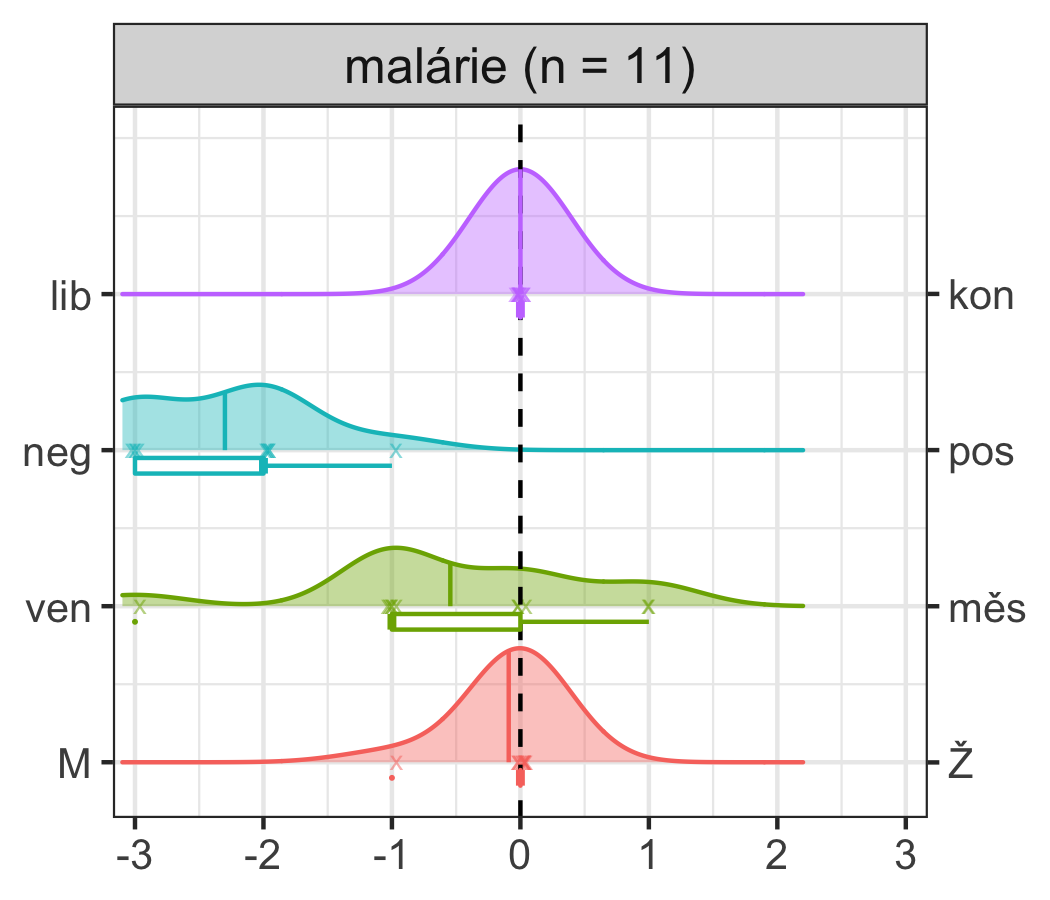 malárie (n = 11)
lib kon
neg pos
ven měs
M Ž
-3 -2 -1 0 1 2 3